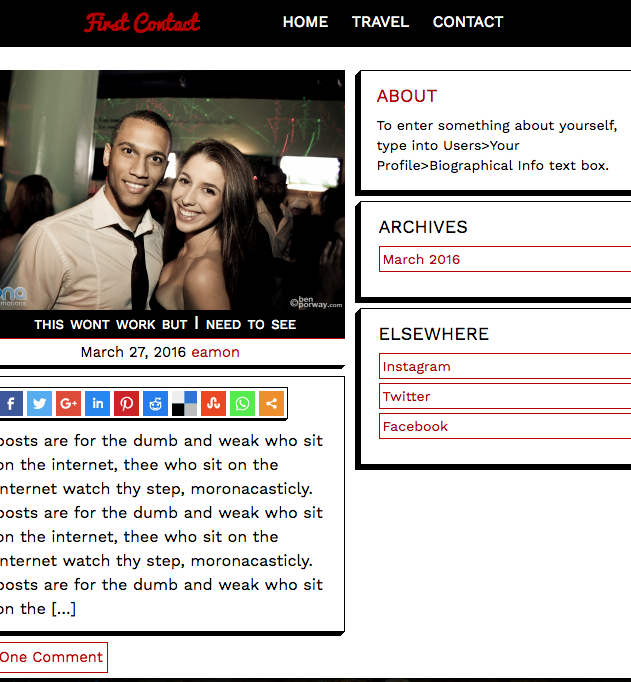 First Contact
HOME TRAVEL CONTACT
©ben
porway.com
THIS WONT WORK BUT I NEED TO SEE
March 27, 2016 eamon
posts are for the dumb and weak who sit
on the internet, thee who sit on the
internet watch thy step, moronacasticly.
posts are for the dumb and weak who sit
on the internet, thee who sit on the
internet watch thy step, moronacasticly.
posts are for the dumb and weak who sit
on the [...]
One Comment
ABOUT
To enter something about yourself,
type into Users>Your
Profile>Biographical Info text box.
ARCHIVES
March 2016
ELSEWHERE
Instagram
Twitter
Facebook